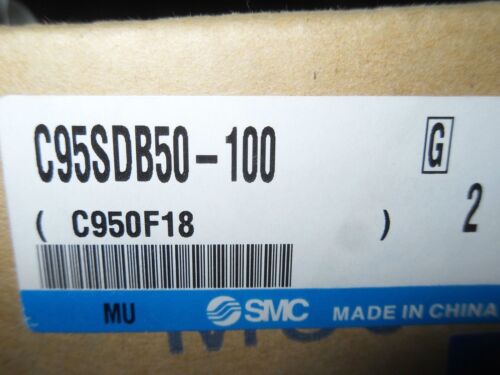 C95SDB50-100 G
( C950F18 ) 2
MU SMC MADE IN CHINA